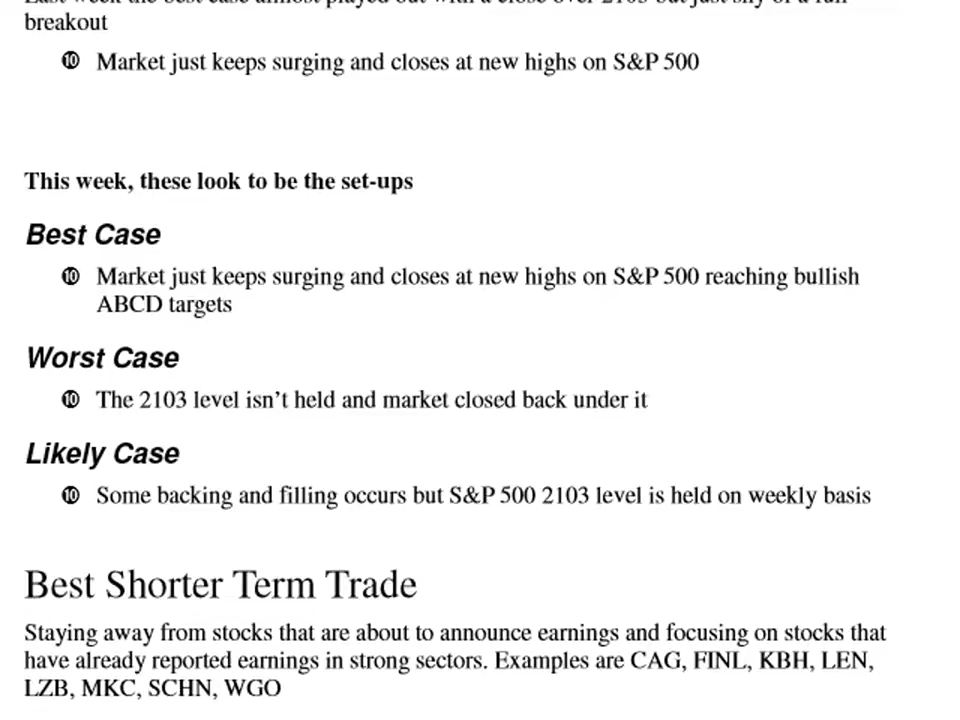 breakout
❿ Market just keeps surging and closes at new highs on S&P 500
This week, these look to be the set-ups
Best Case
❿ Market just keeps surging and closes at new highs on S&P 500 reaching bullish
ABCD targets
Worst Case
❿ The 2103 level isn't held and market closed back under it
Likely Case
❿ Some backing and filling occurs but S&P 500 2103 level is held on weekly basis
Best Shorter Term Trade
Staying away from stocks that are about to announce earnings and focusing on stocks that
have already reported earnings in strong sectors. Examples are CAG, FINL, KBH, LEN,
LZB, MKC, SCHN, WGO